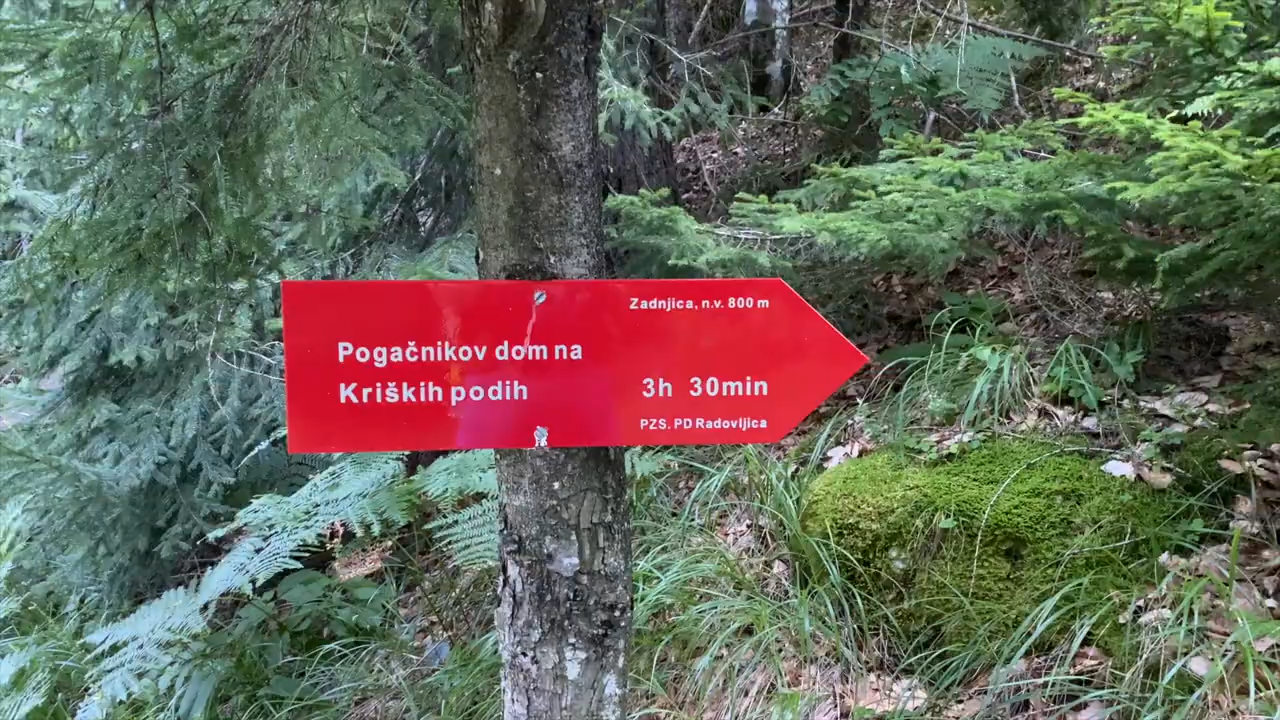 Zadnjica, n.v. 800 m
Pogačnikov dom na
Kriških podih
3h 30min
PZS. PD Radovljica